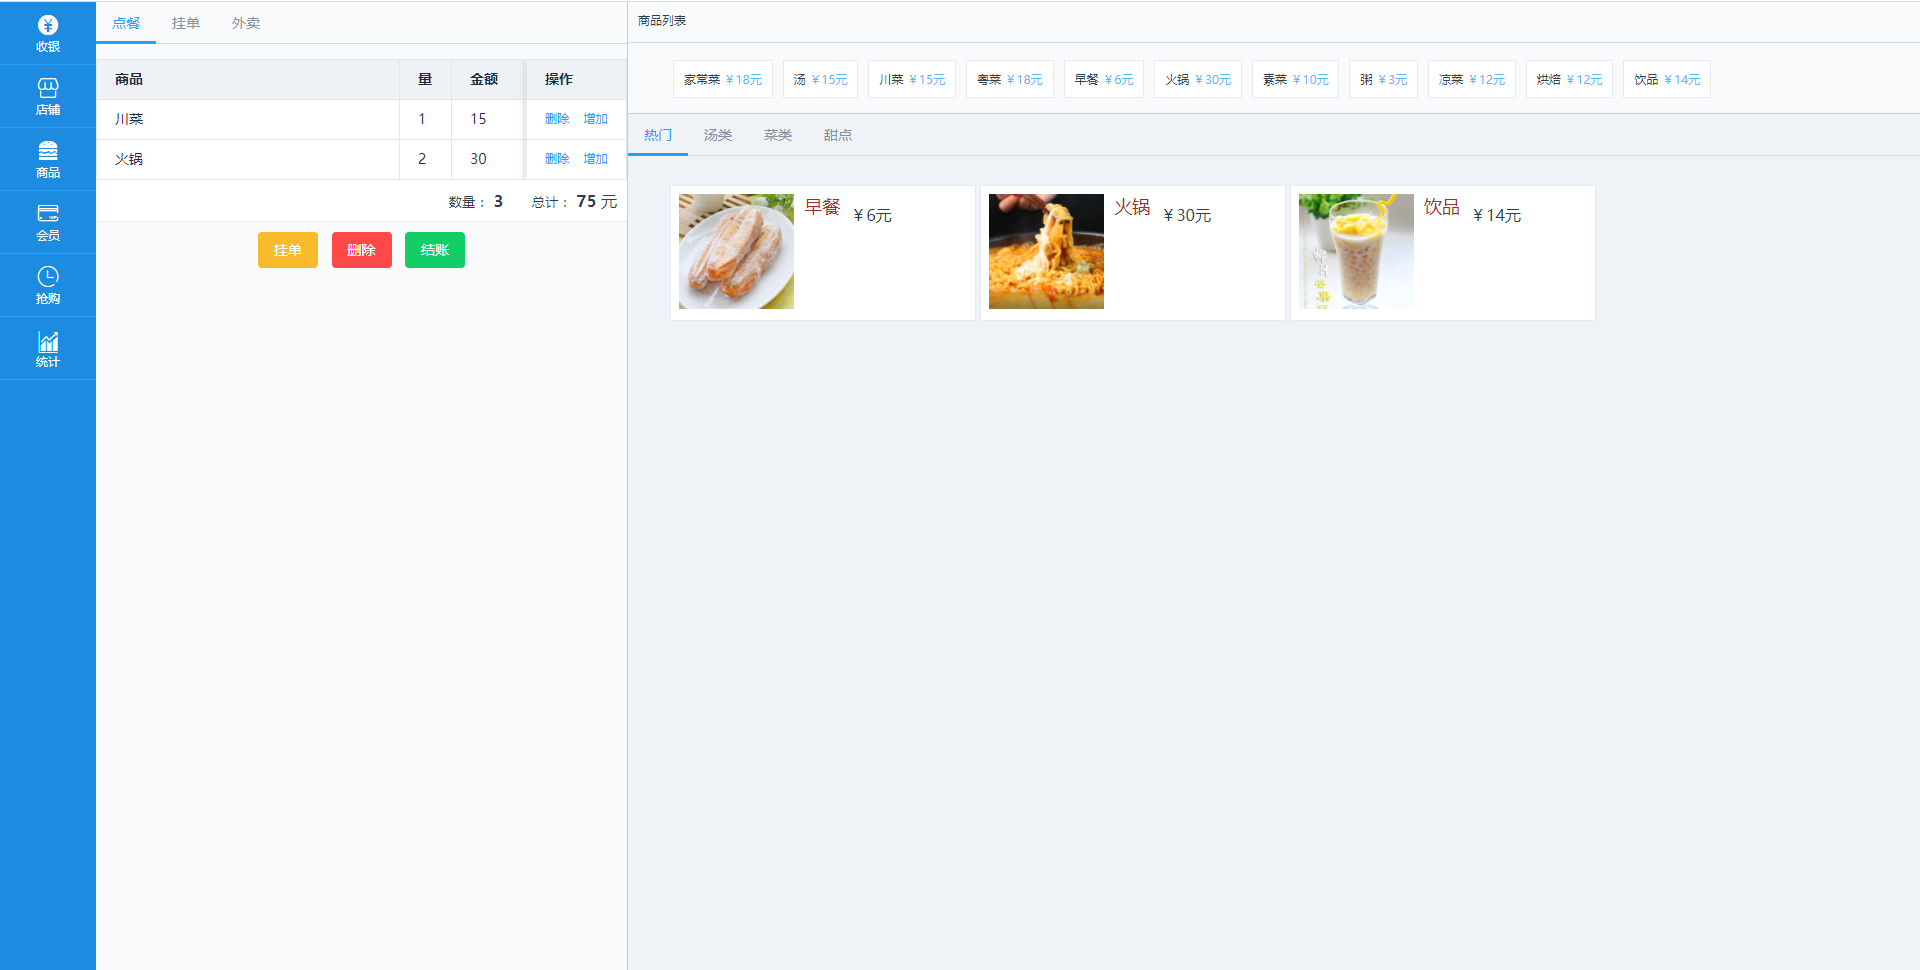 收银
店铺
商品
会员
抢购
统计
点餐 挂单 外卖
商品 量 金额 操作
川菜 1 15 删除 增加
火锅 2 30 删除 增加
数量： 3 总计： 75 元
挂单 删除 结账
商品列表
家常菜 ¥18元 汤 ¥15元 川菜 ¥15元 粤菜 ¥18元 早餐 ¥6元 火锅 ¥30元 素菜 ¥10元 粥 ¥3元 凉菜 ¥12元 烘焙 ¥12元 饮品 ¥14元
热门 汤类 菜类 甜点
早餐 ¥6元
火锅 ¥30元
饮品 ¥14元